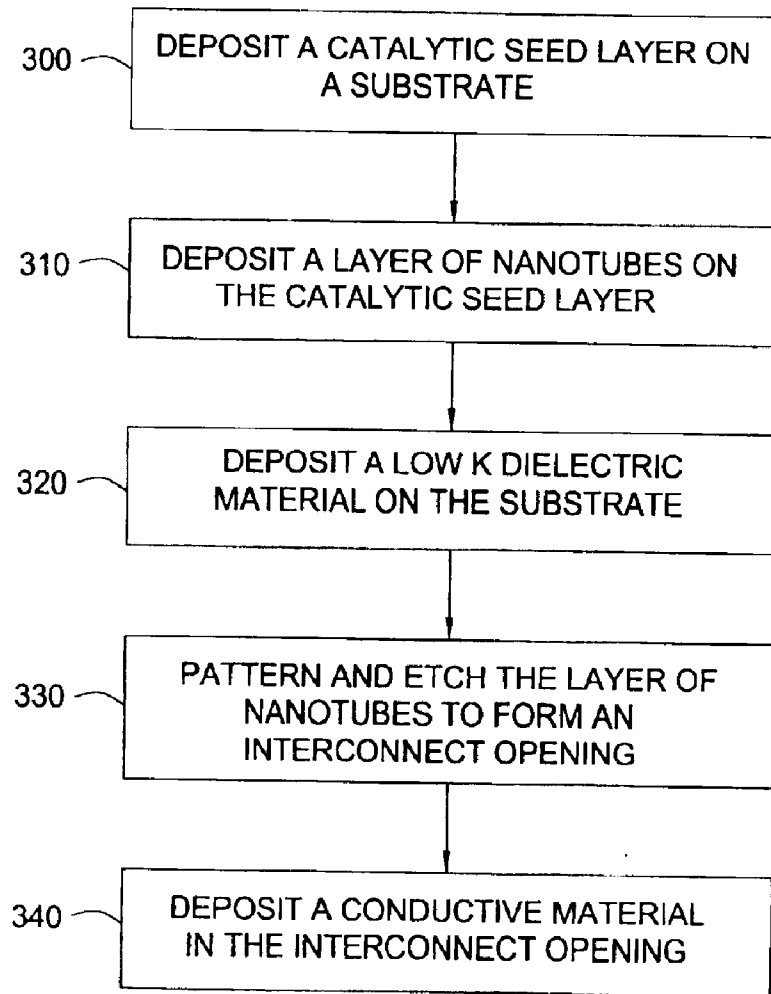 300
DEPOSIT A CATALYTIC SEED LAYER ON
A SUBSTRATE
310
DEPOSIT A LAYER OF NANOTUBES ON
THE CATALYTIC SEED LAYER
320
DEPOSIT A LOW K DIELECTRIC
MATERIAL ON THE SUBSTRATE
330
PATTERN AND ETCH THE LAYER OF
NANOTUBES TO FORM AN
INTERCONNECT OPENING
340
DEPOSIT A CONDUCTIVE MATERIAL
IN THE INTERCONNECT OPENING